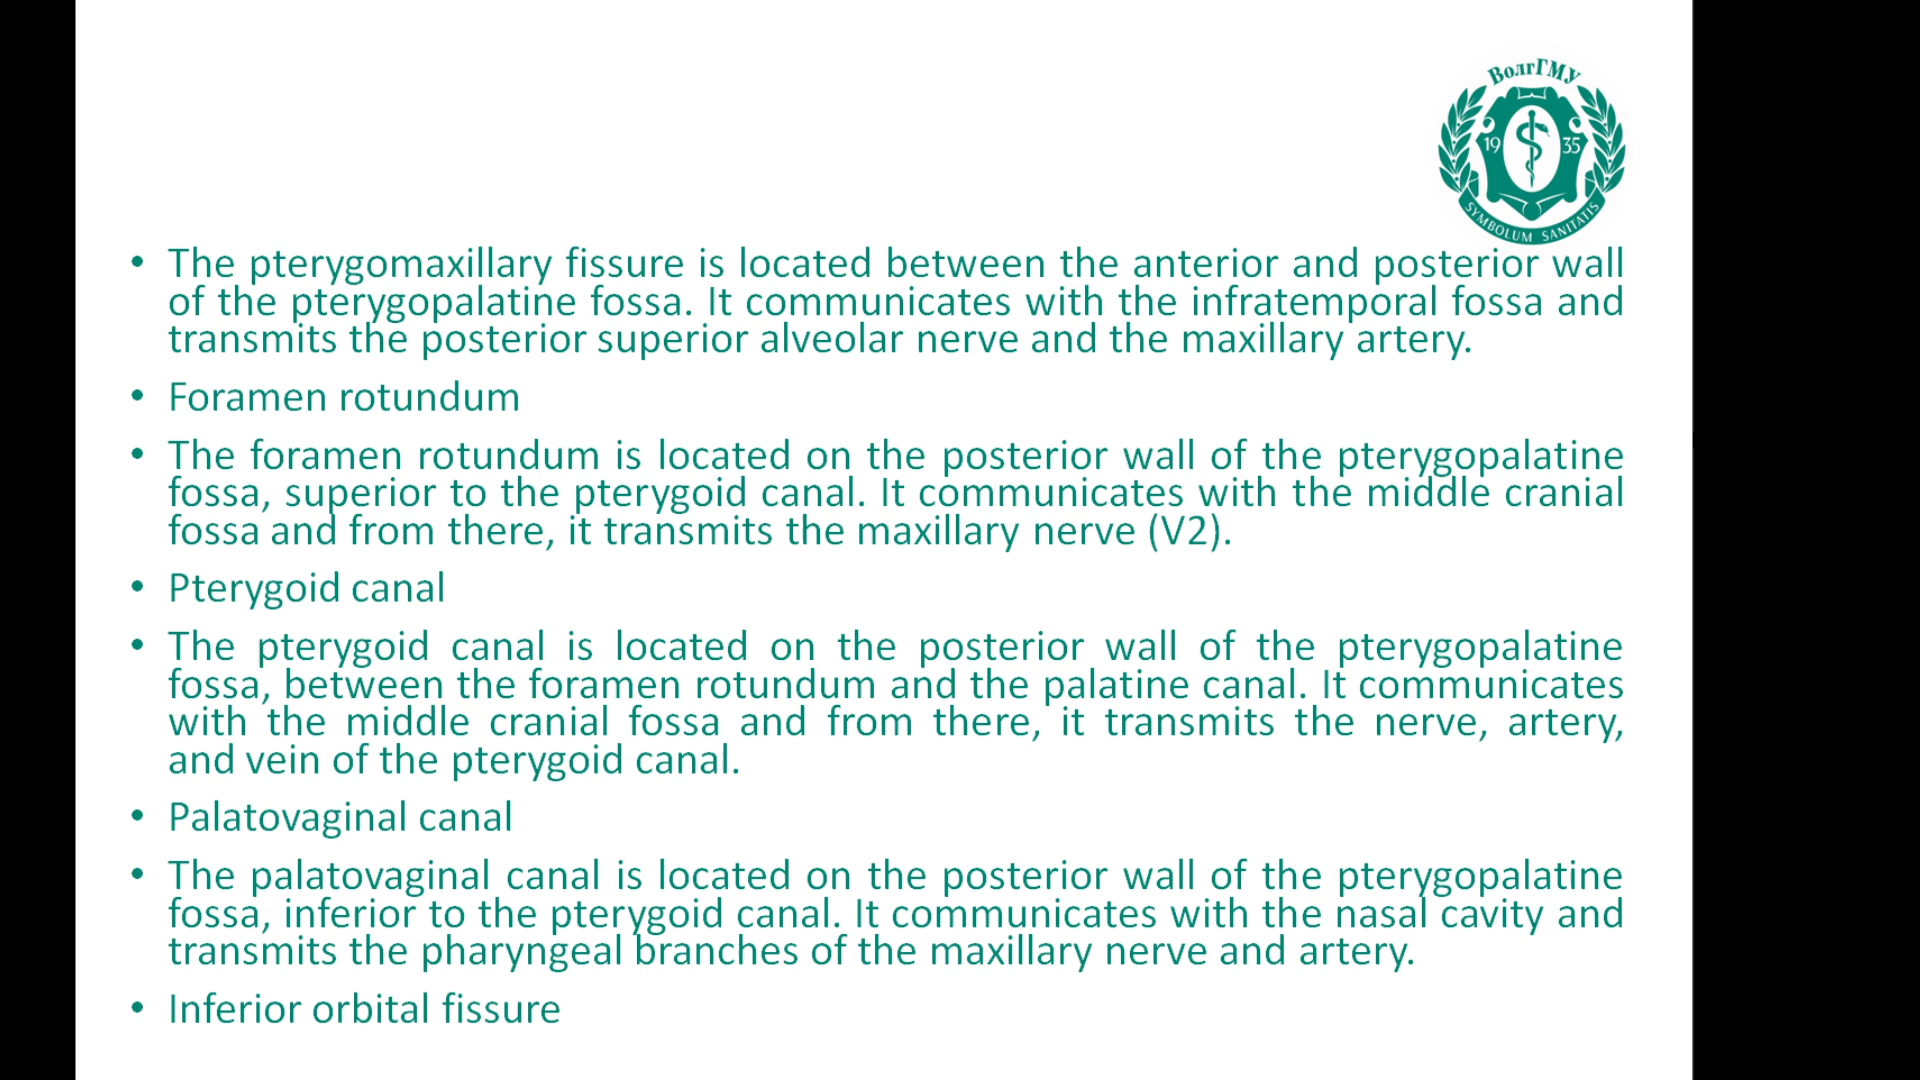 ВолгГМУ
19 35
SYMBOLUM SANITATIS
• The pterygomaxillary fissure is located between the anterior and posterior wall
of the pterygopalatine fossa. It communicates with the infratemporal fossa and
transmits the posterior superior alveolar nerve and the maxillary artery.
• Foramen rotundum
• The foramen rotundum is located on the posterior wall of the pterygopalatine
fossa, superior to the pterygoid canal. It communicates with the middle cranial
fossa and from there, it transmits the maxillary nerve (V2).
• Pterygoid canal
• The pterygoid canal is located on the posterior wall of the pterygopalatine
fossa, between the foramen rotundum and the palatine canal. It communicates
with the middle cranial fossa and from there, it transmits the nerve, artery,
and vein of the pterygoid canal.
• Palatovaginal canal
• The palatovaginal canal is located on the posterior wall of the pterygopalatine
fossa, inferior to the pterygoid canal. It communicates with the nasal cavity and
transmits the pharyngeal branches of the maxillary nerve and artery.
• Inferior orbital fissure